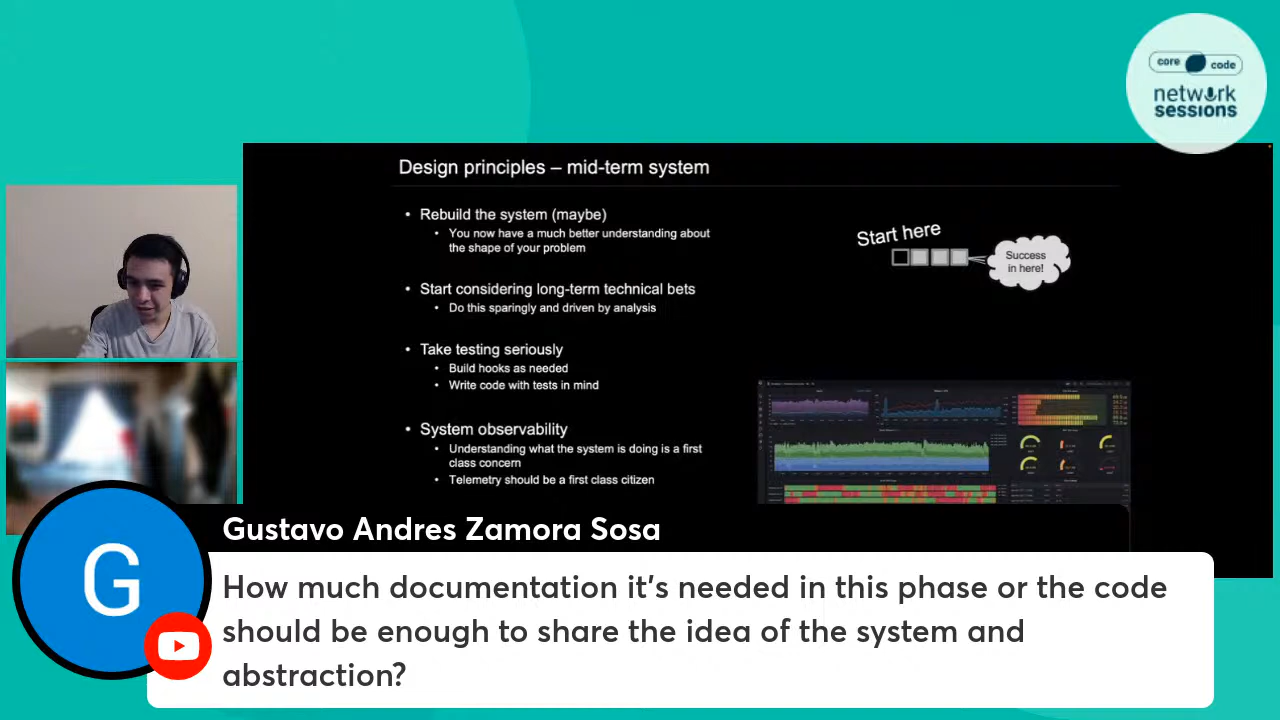 core code
network
sessions
Design principles – mid-term system
• Rebuild the system (maybe)
• You now have a much better understanding about
the shape of your problem
• Start considering long-term technical bets
• Do this sparingly and driven by analysis
• Take testing seriously
• Build hooks as needed
• Write code with tests in mind
• System observability
• Understanding what the system is doing is a first
class concern
• Telemetry should be a first class citizen
Start here
Success
in here!
Gustavo Andres Zamora Sosa
G
How much documentation it's needed in this phase or the code
should be enough to share the idea of the system and
abstraction?